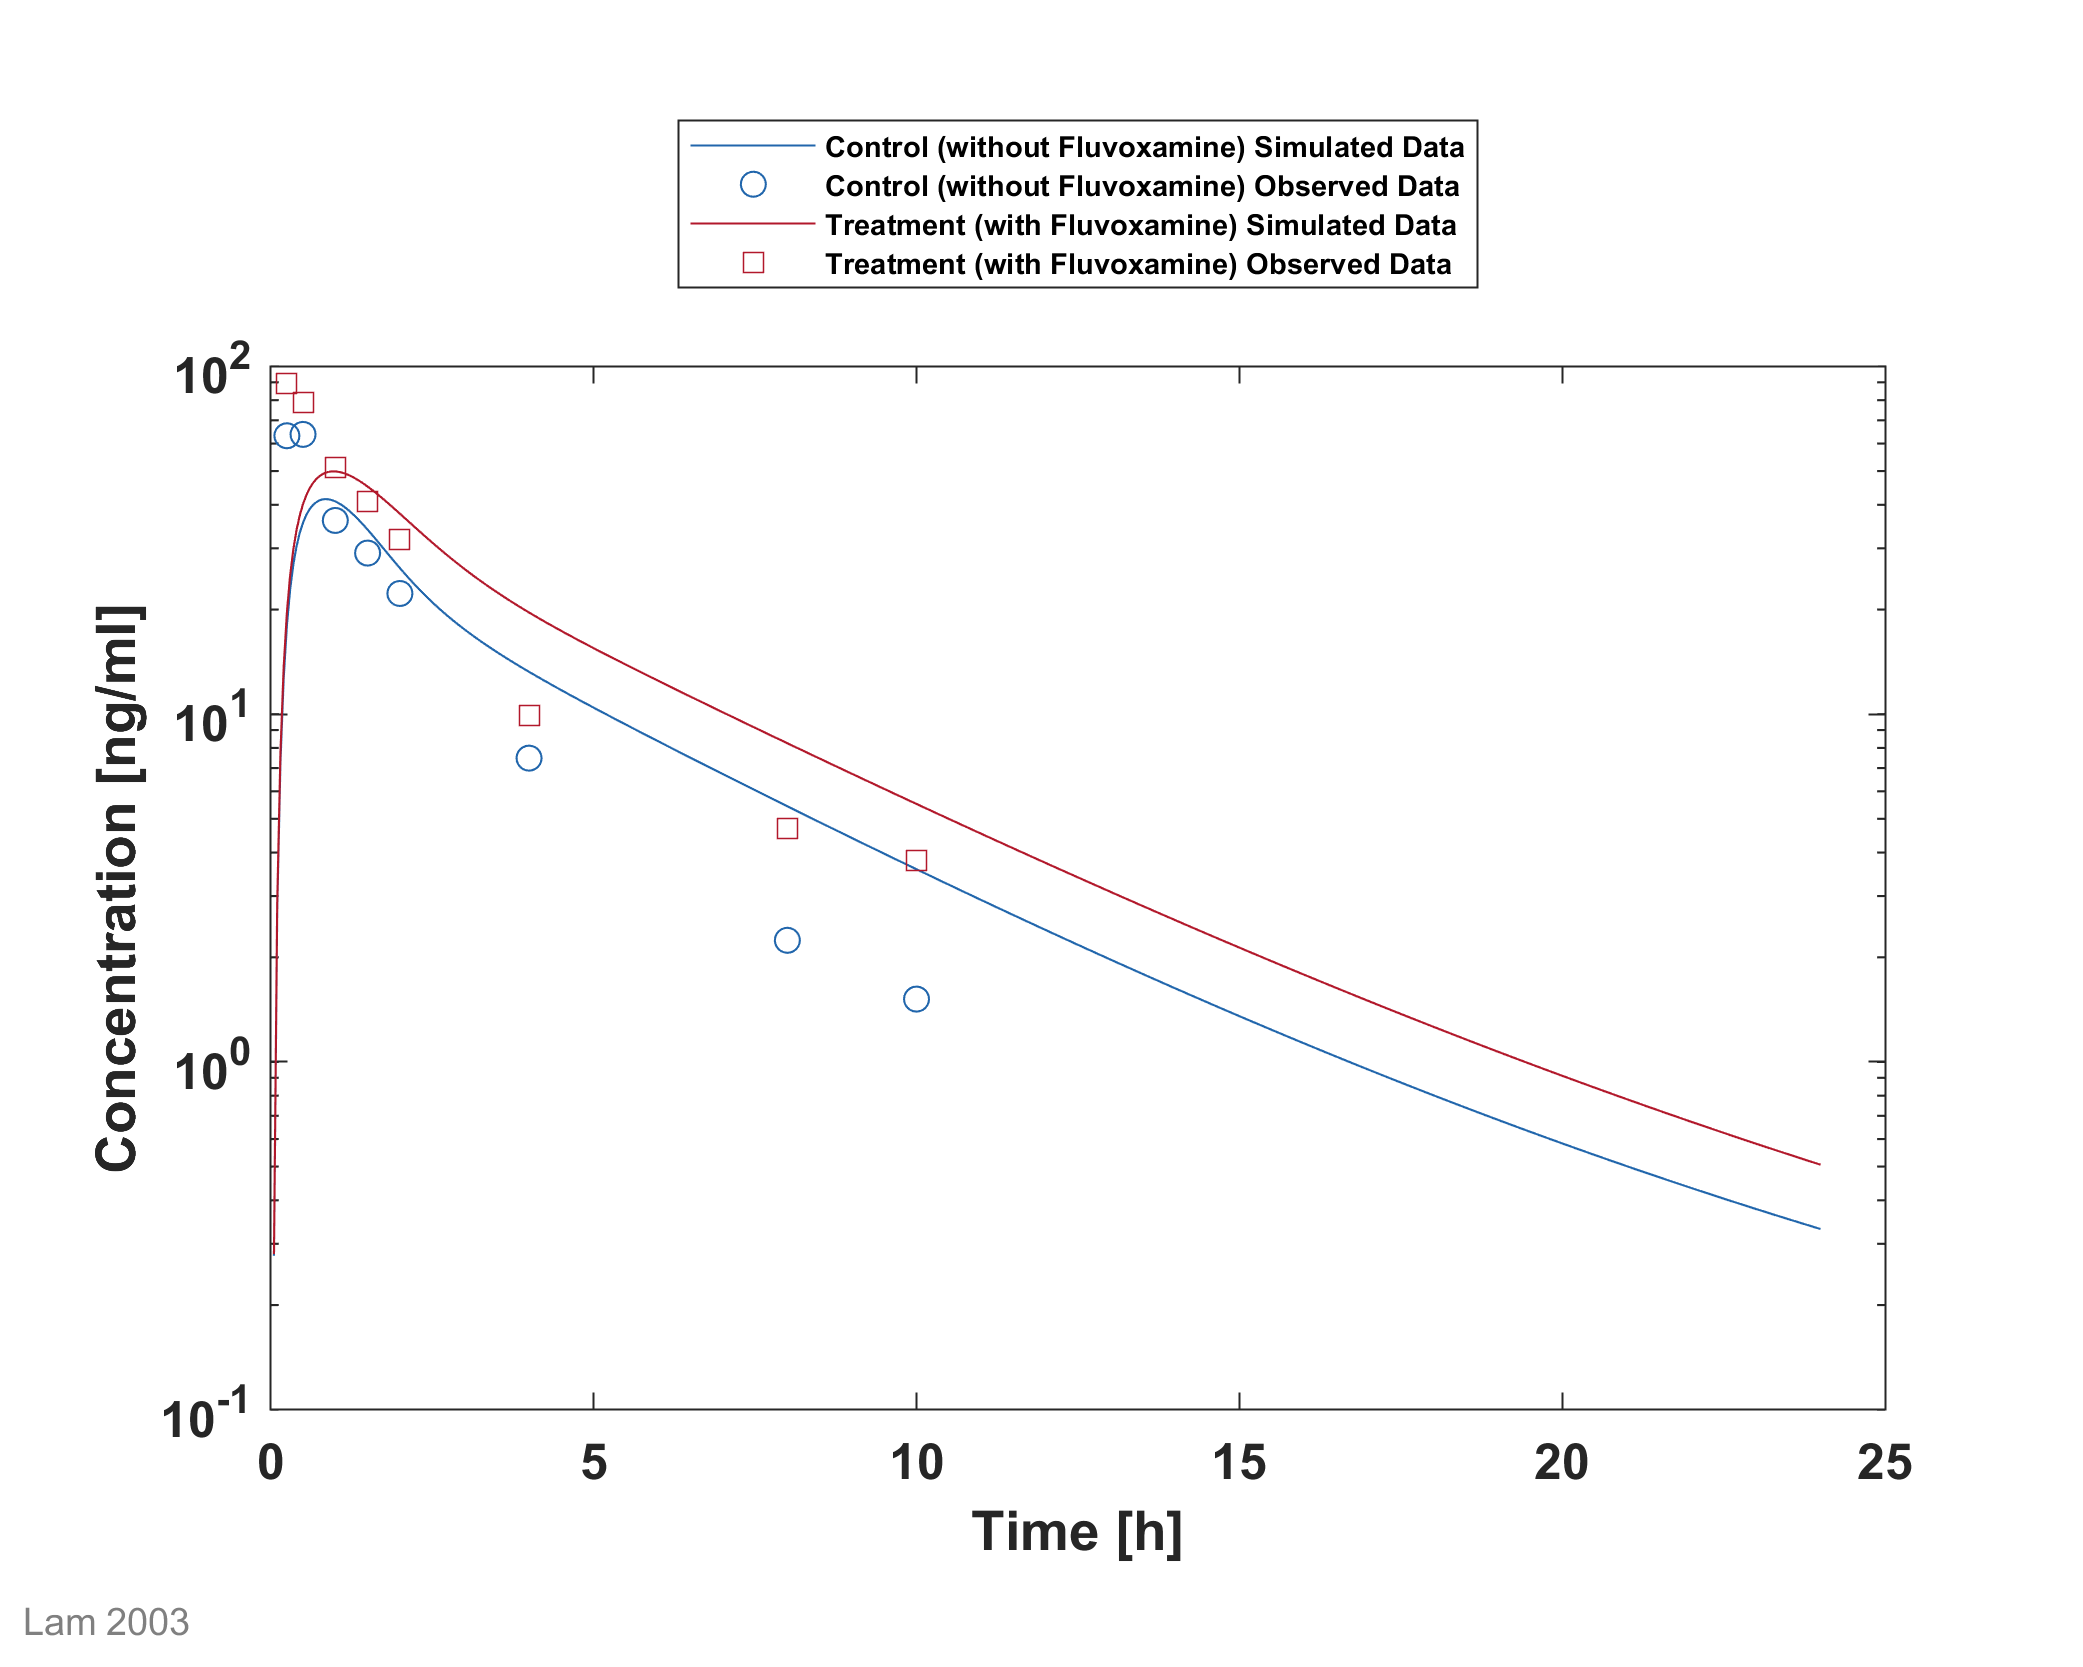 Control (without Fluvoxamine) Simulated Data
Control (without Fluvoxamine) Observed Data
Treatment (with Fluvoxamine) Simulated Data
Treatment (with Fluvoxamine) Observed Data
10^2
10^1
10^0
10^-1
Concentration [ng/ml]
0 5 10 15 20 25
Time [h]
Lam 2003